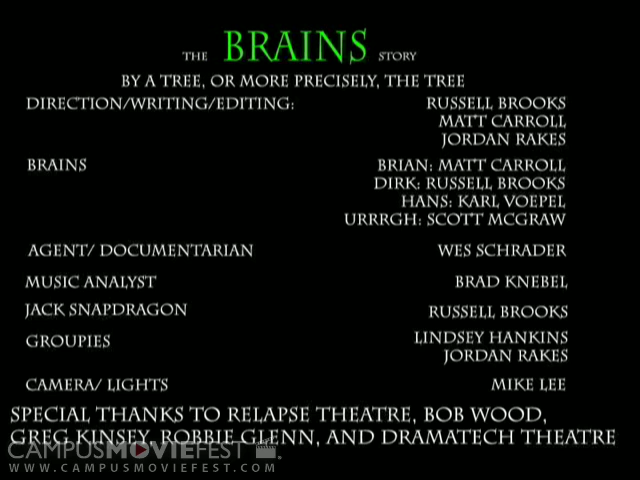 THE BRAINS STORY
BY A TREE, OR MORE PRECISELY, THE TREE
DIRECTION/WRITING/EDITING: RUSSELL BROOKS
MATT CARROLL
JORDAN RAKES
BRAINS BRIAN: MATT CARROLL
DIRK: RUSSELL BROOKS
HANS: KARL VOEPEL
URRRGH: SCOTT MCGRAW
AGENT/ DOCUMENTARIAN WES SCHRADER
MUSIC ANALYST BRAD KNEBEL
JACK SNAPDRAGON RUSSELL BROOKS
GROUPIES LINDSEY HANKINS
JORDAN RAKES
CAMERA/ LIGHTS MIKE LEE
SPECIAL THANKS TO RELAPSE THEATRE, BOB WOOD,
GREG KINSEY, ROBBIE GLENN, AND DRAMATECH THEATRE
CAMPUSMOVIEFEST
WWW.CAMPUSMOVIEFEST.COM